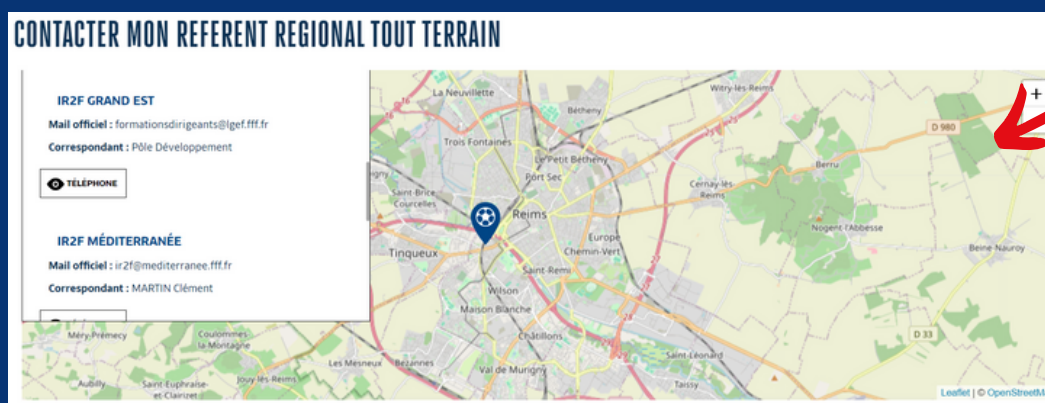 CONTACTER MON REFERENT REGIONAL TOUT TERRAIN
IR2F GRAND EST
Mail officiel : formationsdirigeants@lgef.fff.fr
Correspondant : Pôle Développement
TÉLÉPHONE
IR2F MÉDITERRANÉE
Mail officiel : ir2f@mediterranee.fff.fr
Correspondant : MARTIN Clément
La Neuvillette
Witry-lès-Reims
Bétheny
Trois Fontaines
Le Petit Bétheny
Port Sec
D 980
Berru
Cernay-lès-
Reims
Saint-Brice-
Courcelles
Reims
Nogent-l'Abbesse
Tinqueux
Europe
Chemin-Vert
Beine-Nauroy
Saint-Remi
Wilson
Maison Blanche
Châtillons
D 33
Méry-Prémecy
Coulommes-
la-Montagne
Les Mesneux
Bezannes
Saint-Léonard
Val de Murigny
Taissy
Aubilly
Saint-Euphraise-
et-Clairizet
Jouy-lès-Reims
+
Leaflet | © OpenStreetM